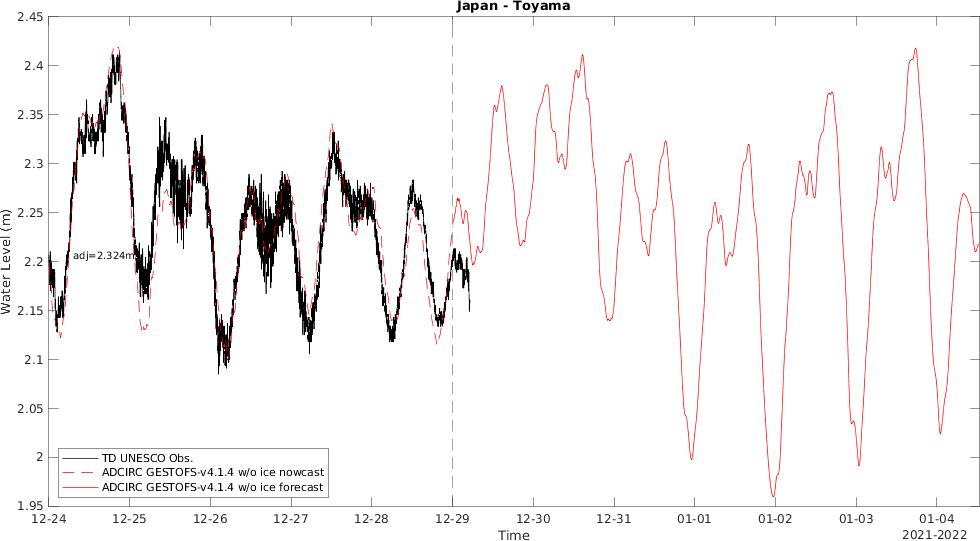 Japan - Toyama
2.45
2.4
2.35
2.3
2.25
2.2
2.15
2.1
2.05
2
1.95
Water Level (m)
adj=2.324m
TD UNESCO Obs.
ADCIRC GESTOFS-v4.1.4 w/o ice nowcast
ADCIRC GESTOFS-v4.1.4 w/o ice forecast
12-24 12-25 12-26 12-27 12-28 12-29 12-30 12-31 01-01 01-02 01-03 01-04
Time
2021-2022